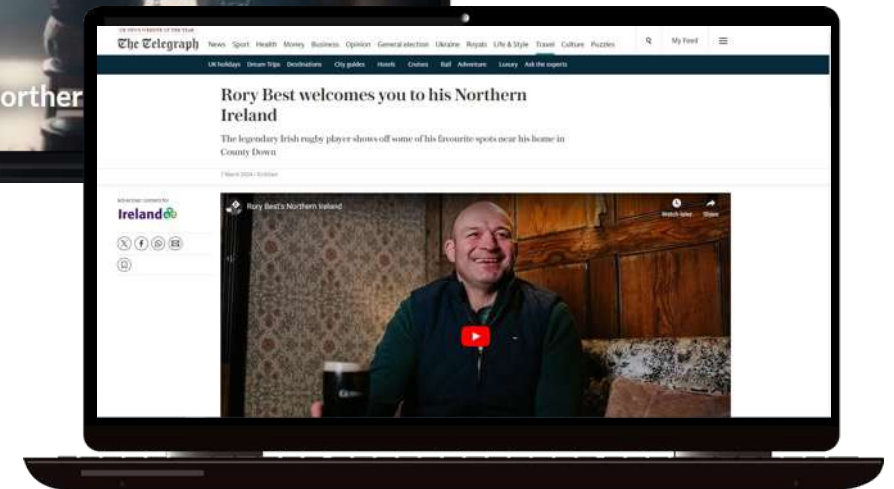 orther
The Telegraph
News Sport Health Money Business Opinion General election Ukraine Royals Life & Style Travel Culture Puzzles
My Feed
UK holidays Dream Trips Destinations City guides Hotels Cruises Rail Adventure Luxury Ask the experts
Rory Best welcomes you to his Northern
Ireland
The legendary Irish rugby player shows off some of his favourite spots near his home in
County Down
Advertiser content for
Ireland
Rory Best's Northern Ireland
Watch later Share